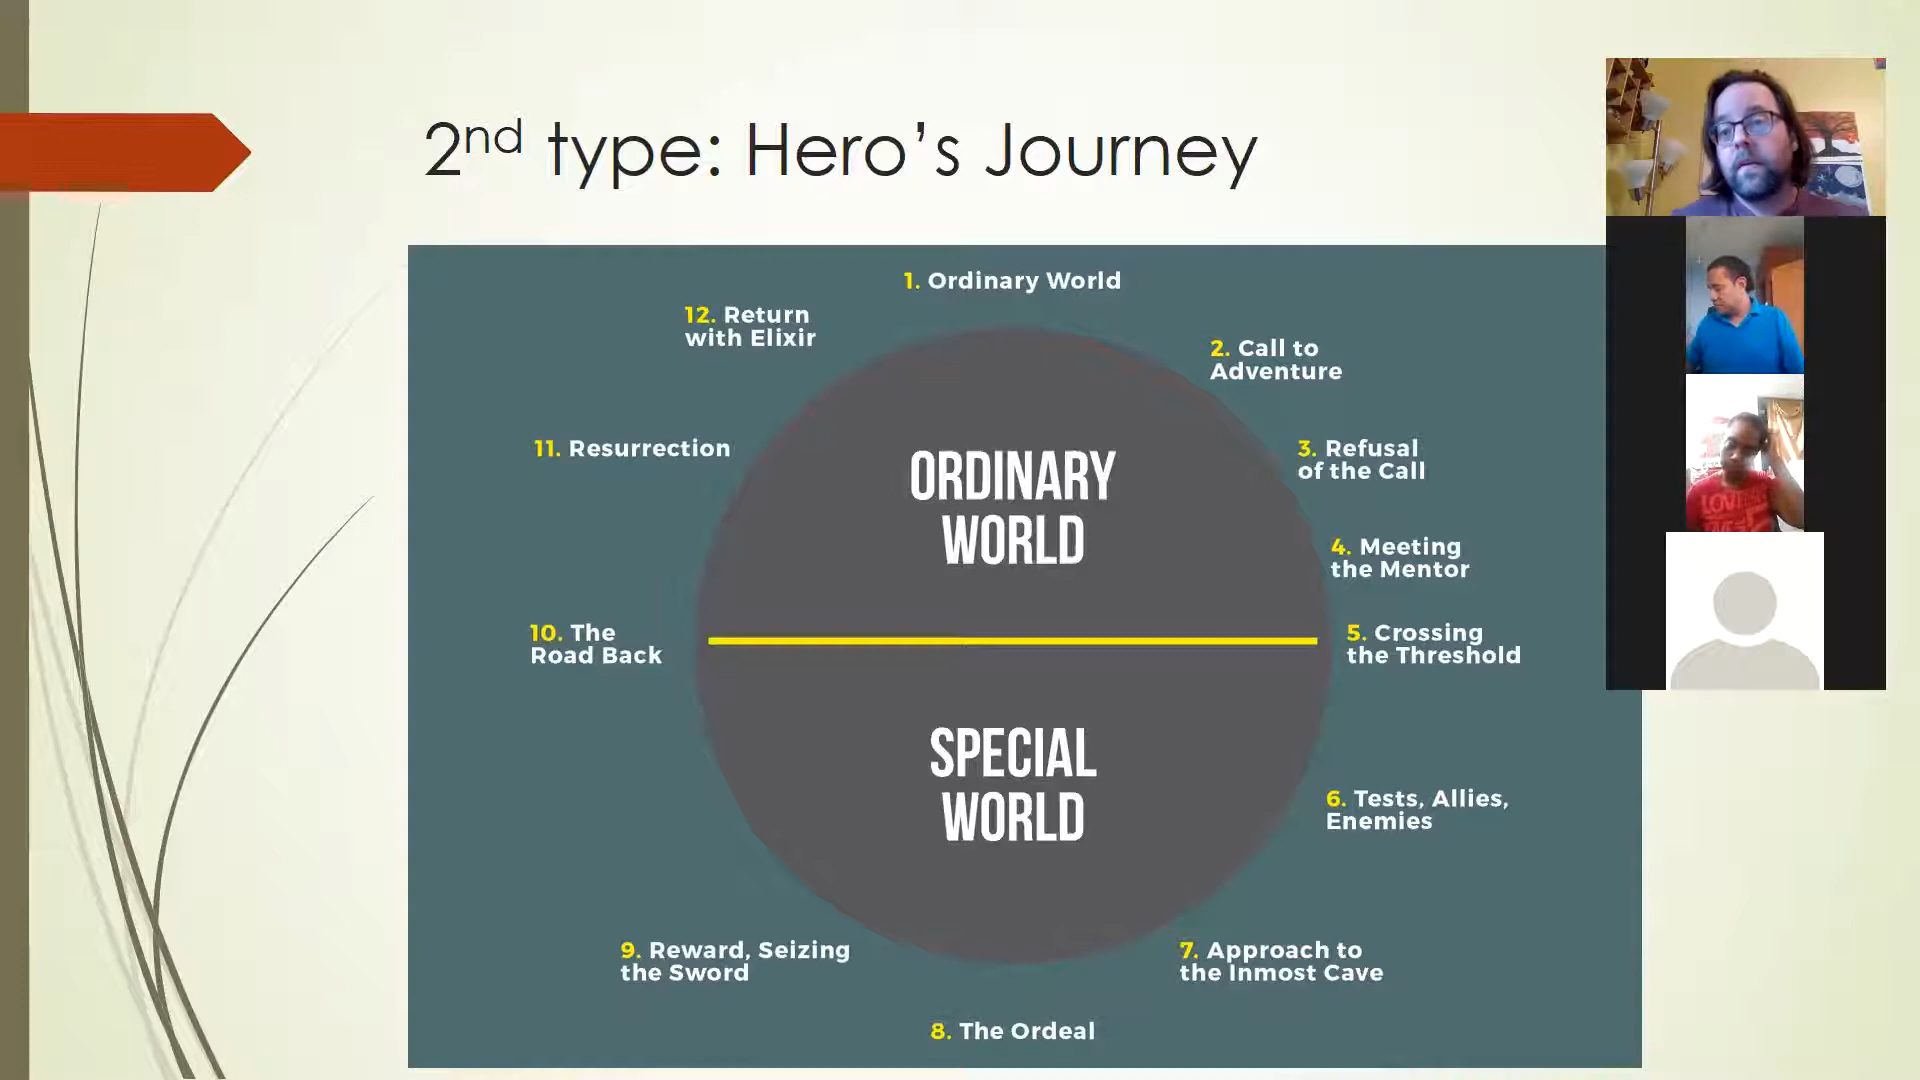 2nd type: Hero's Journey
1. Ordinary World
2. Call to
Adventure
3. Refusal
of the Call
4. Meeting
the Mentor
5. Crossing
the Threshold
6. Tests, Allies,
Enemies
7. Approach to
the Inmost Cave
8. The Ordeal
9. Reward, Seizing
the Sword
10. The
Road Back
11. Resurrection
12. Return
with Elixir
ORDINARY
WORLD
SPECIAL
WORLD